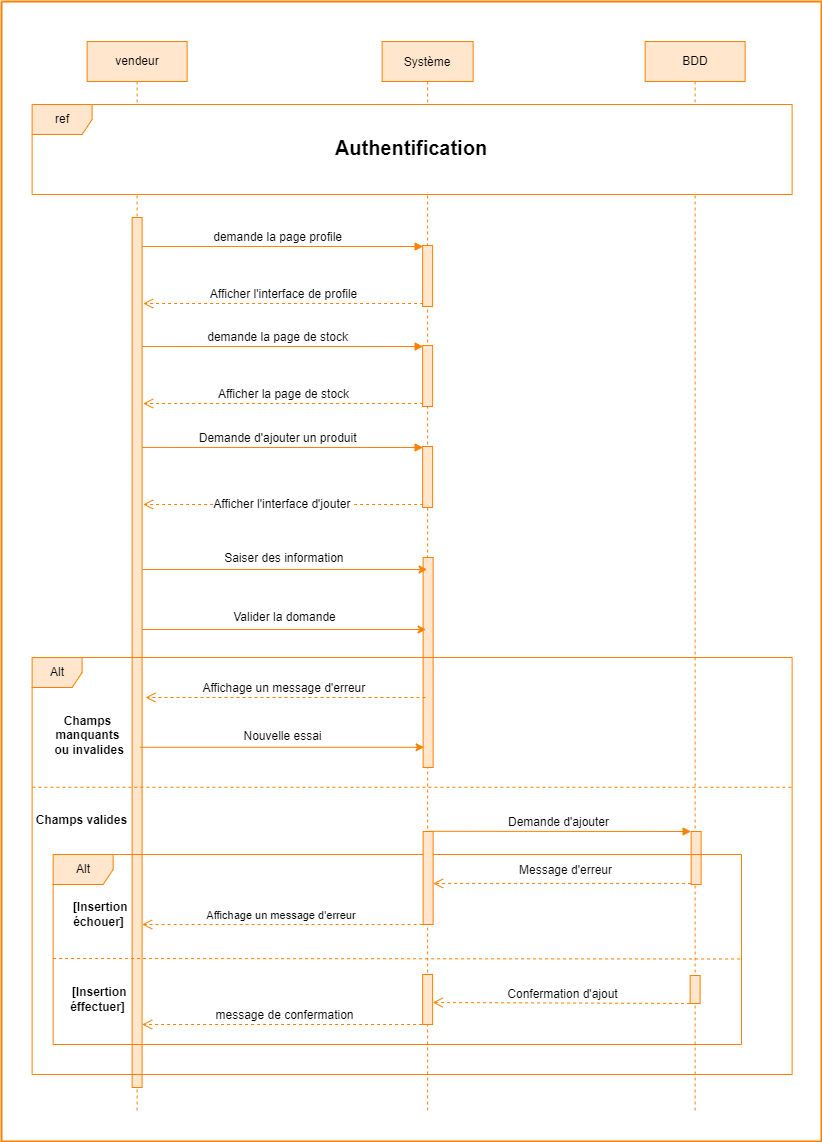 vendeur
Système
BDD
ref
Authentification
demande la page profile
Afficher l'interface de profile
demande la page de stock
Afficher la page de stock
Demande d'ajouter un produit
Afficher l'interface d'jouter
Saiser des information
Valider la domande
Alt
Affichage un message d'erreur
Champs
manquants
ou invalides
Nouvelle essai
Champs valides
Demande d'ajouter
Alt
Message d'erreur
[Insertion
échouer]
Affichage un message d'erreur
[Insertion
éffectuer]
Confermation d'ajout
message de confermation